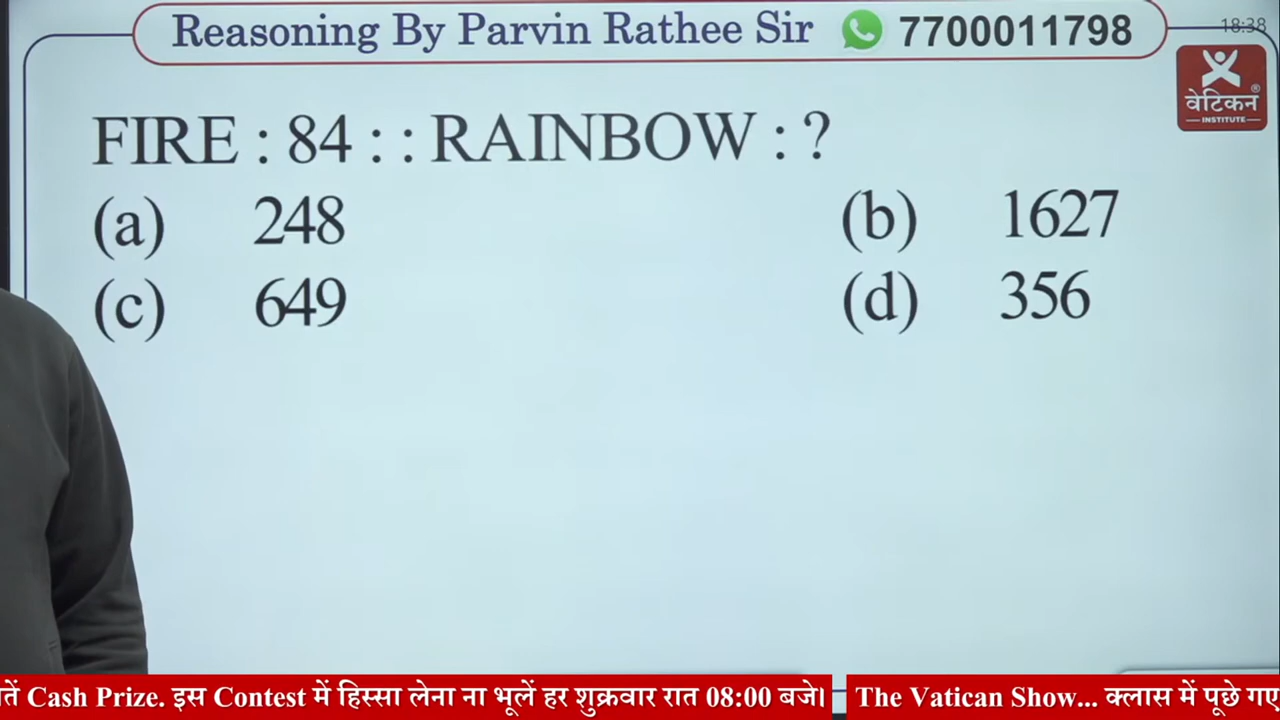 Reasoning By Parvin Rathee Sir 7700011798
18:38
वेटिकन
INSTITUTE
FIRE : 84 : : RAINBOW : ?
(a) 248 (b) 1627
(c) 649 (d) 356
तें Cash Prize. इस Contest में हिस्सा लेना ना भूलें हर शुक्रवार रात 08:00 बजे। The Vatican Show... क्लास में पूछे गए